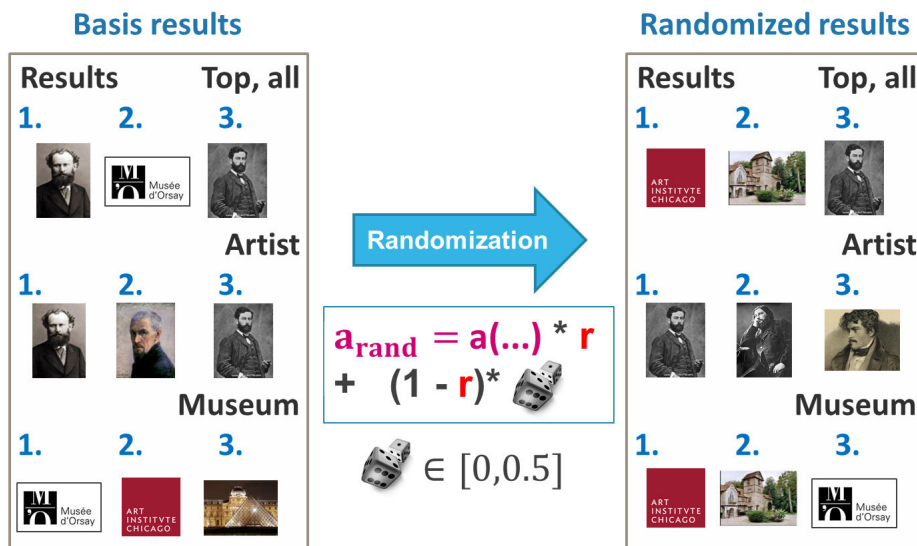 Basis results
Results Top, all
1. 2. 3.
M'O Musée d'Orsay
Artist
1. 2. 3.
Museum
1. 2. 3.
M'O Musée d'Orsay
ART INSTITVTE CHICAGO
Randomization
a_rand = a(...) * r
+ (1 - r)*
∈ [0,0.5]
Randomized results
Results Top, all
1. 2. 3.
ART INSTITVTE CHICAGO
Artist
1. 2. 3.
Museum
1. 2. 3.
ART INSTITVTE CHICAGO
M'O Musée d'Orsay